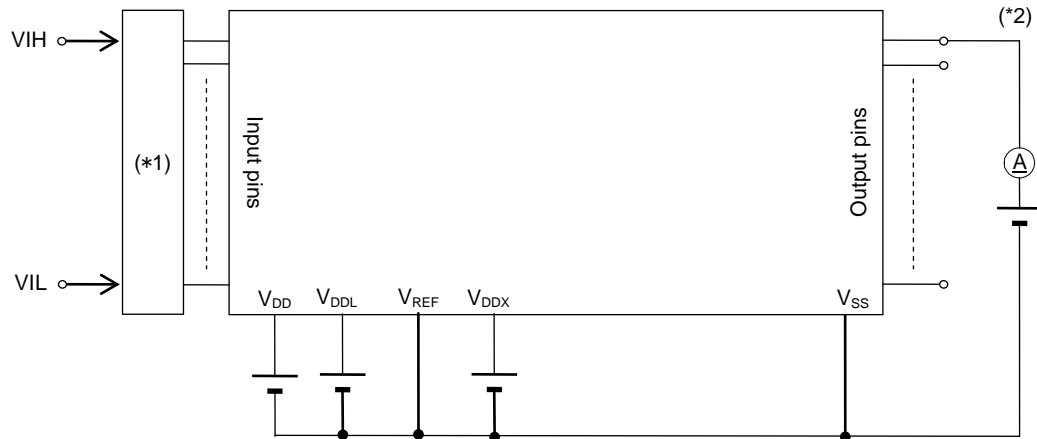 (*2)
VIH
(*1)
Input pins
Output pins
A
VIL
VDD
VDDL
VREF
VDDX
VSS